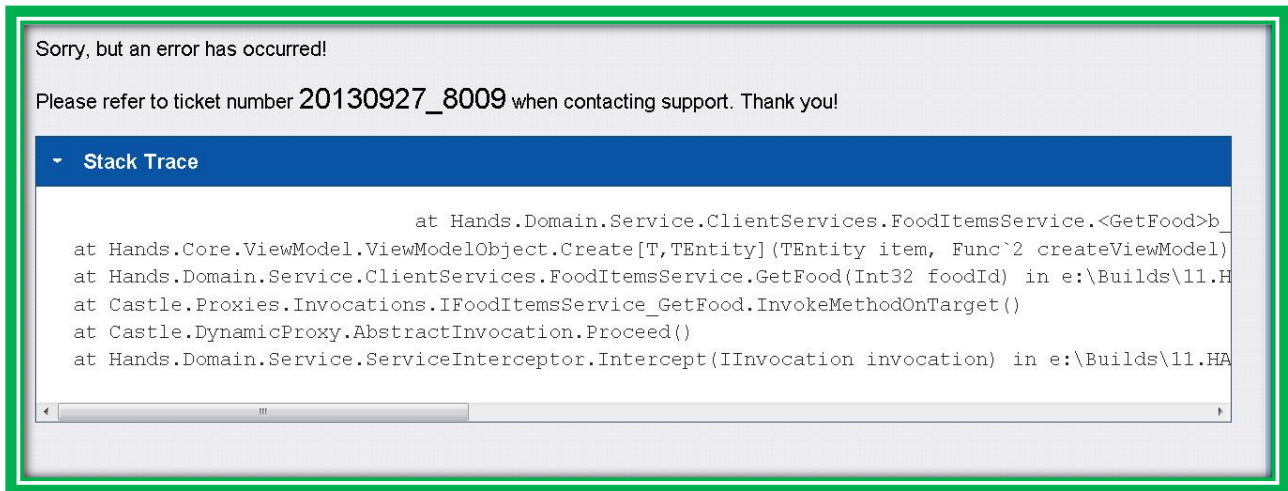 Sorry, but an error has occurred!
Please refer to ticket number 20130927_8009 when contacting support. Thank you!
Stack Trace
at Hands.Domain.Service.ClientServices.FoodItemsService.<GetFood>b_
at Hands.Core.ViewModel.ViewModelObject.Create[T,TEntity](TEntity item, Func`2 createViewModel)
at Hands.Domain.Service.ClientServices.FoodItemsService.GetFood(Int32 foodId) in e:\Builds\11.H
at Castle.Proxies.Invocations.IFoodItemsService_GetFood.InvokeMethodOnTarget()
at Castle.DynamicProxy.AbstractInvocation.Proceed()
at Hands.Domain.Service.ServiceInterceptor.Intercept(IInvocation invocation) in e:\Builds\11.HA